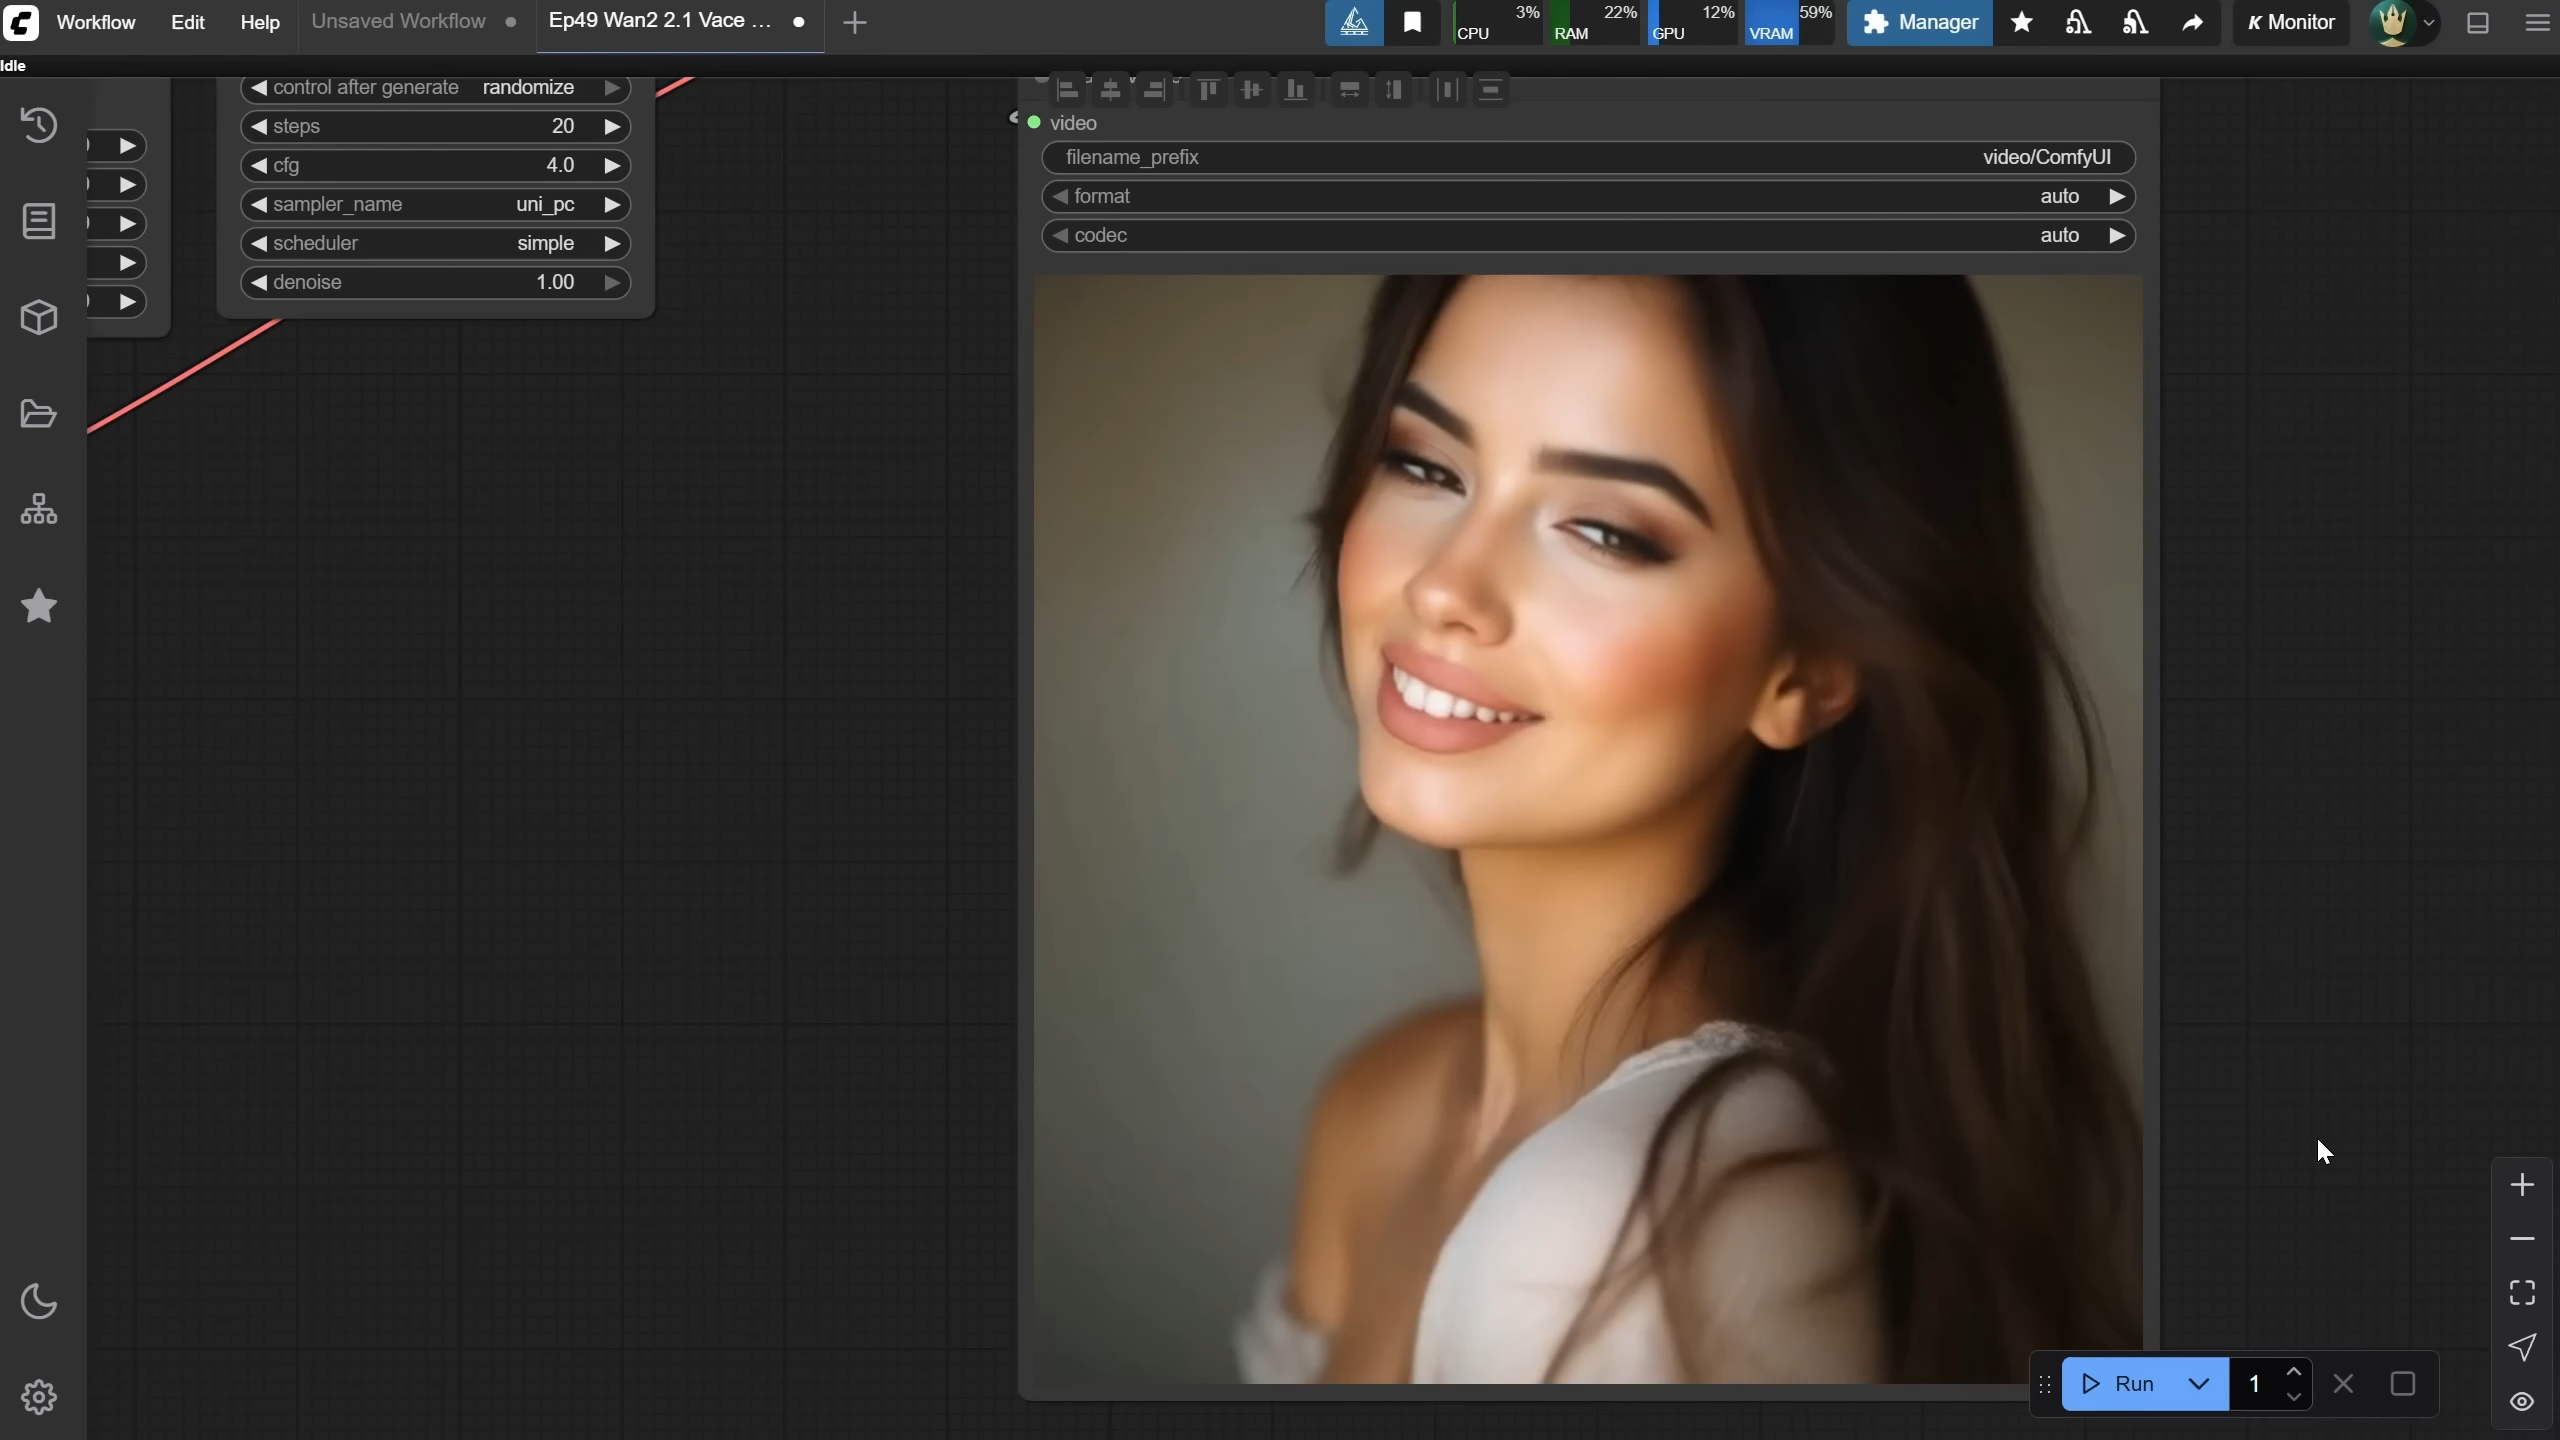 Workflow Edit Help Unsaved Workflow Ep49 Wan2 2.1 Vace ... CPU 3% RAM 22% GPU 12% VRAM 59% Manager K Monitor
Idle
control after generate randomize
steps 20
cfg 4.0
sampler_name uni_pc
scheduler simple
denoise 1.00
video
filename_prefix video/ComfyUI
format auto
codec auto
Run 1